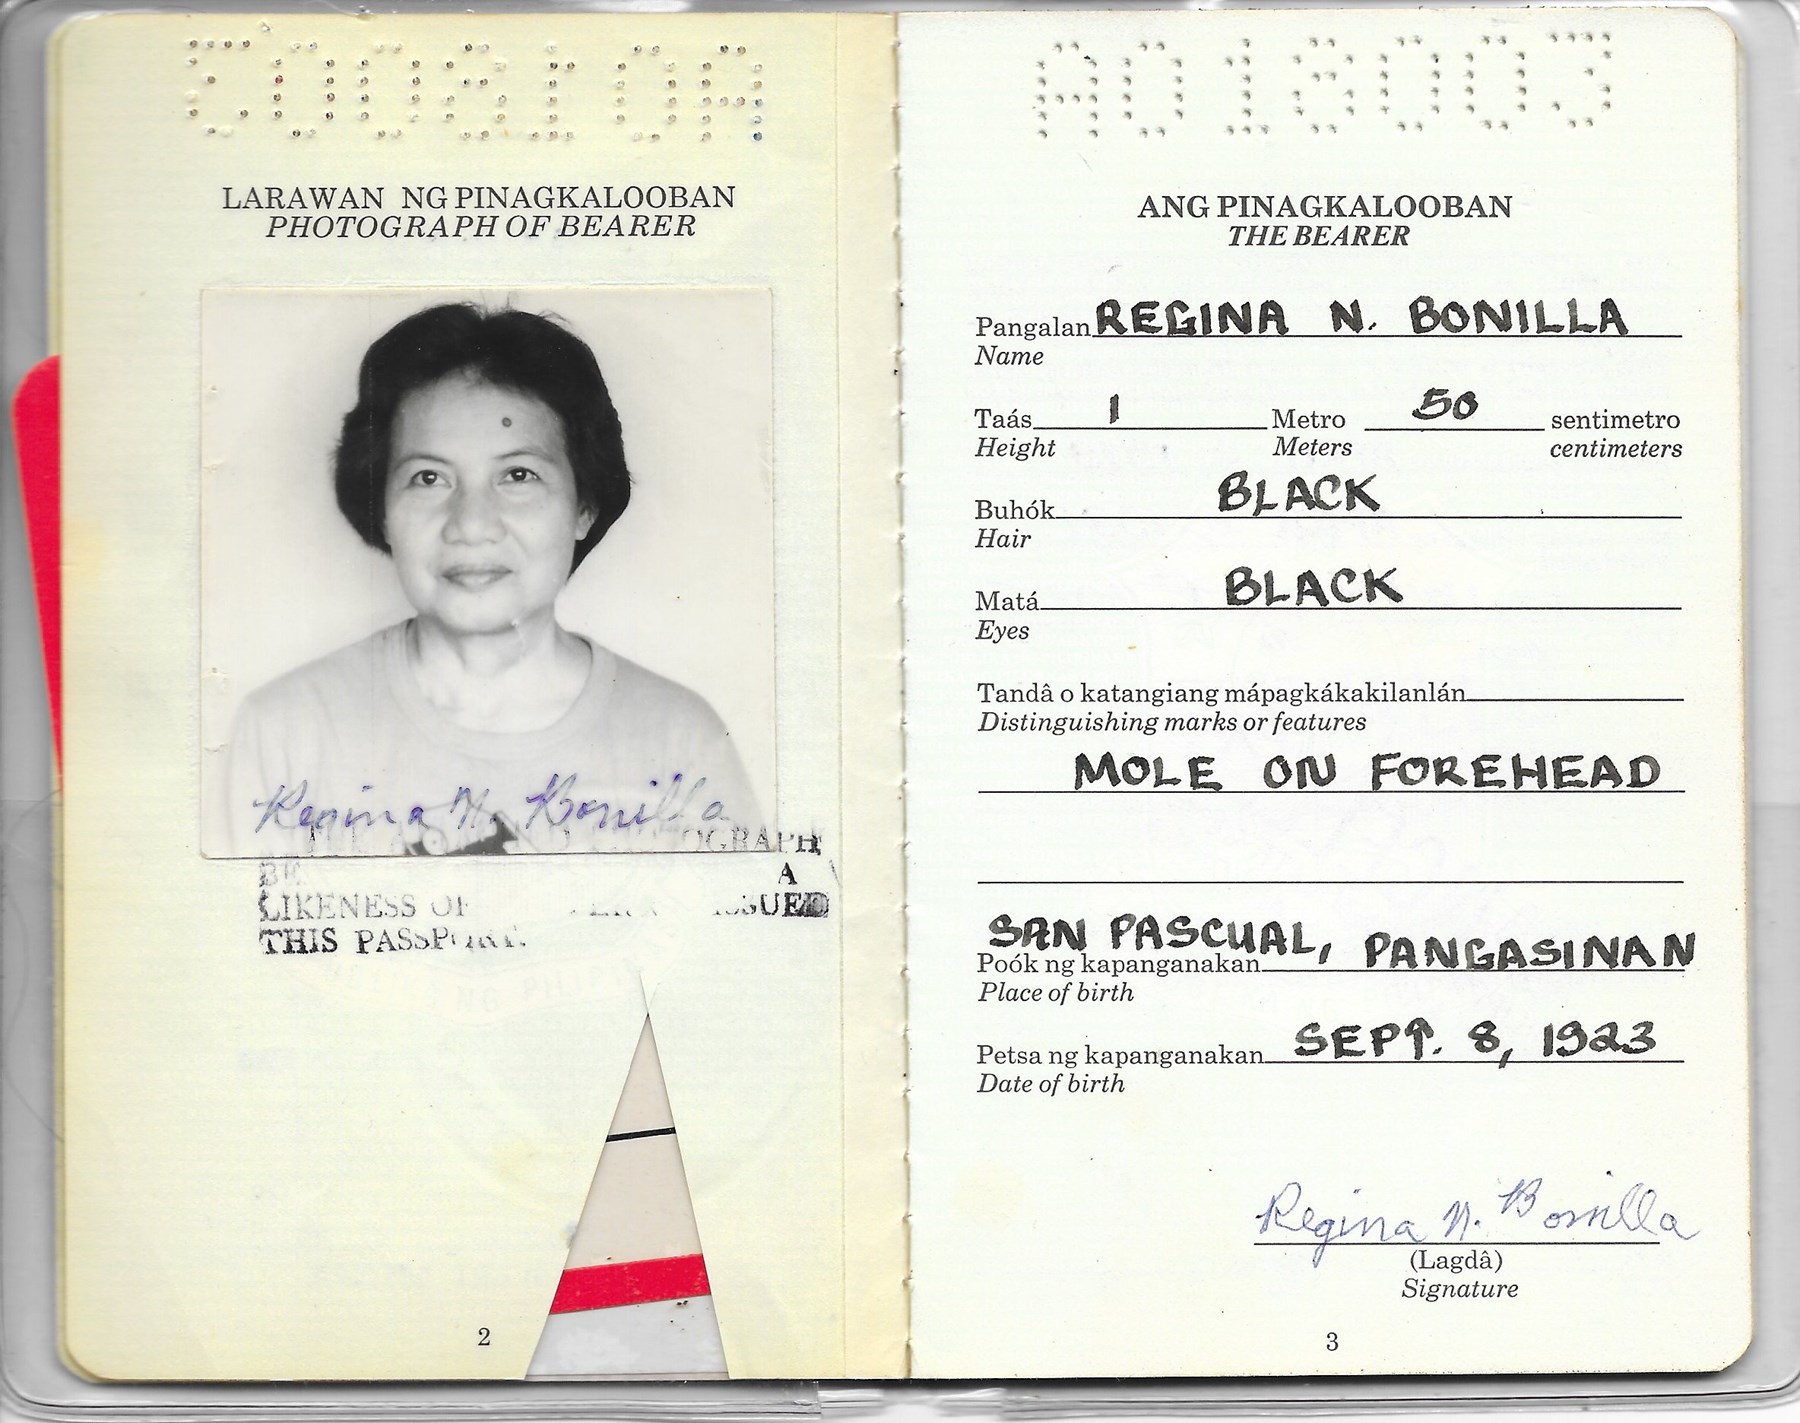 A018003
LARAWAN NG PINAGKALOOBAN
PHOTOGRAPH OF BEARER
Regina N. Bonilla
LIKENESS OF ISSUED
THIS PASSPORT.
2
A018003
ANG PINAGKALOOBAN
THE BEARER
Pangalan REGINA N. BONILLA
Name
Taás 1 Metro 50 sentimetro
Height Meters centimeters
Buhók BLACK
Hair
Matá BLACK
Eyes
Tandâ o katangiang mápagkákakilanlán
Distinguishing marks or features
MOLE ON FOREHEAD
SAN PASCUAL, PANGASINAN
Poók ng kapanganakan
Place of birth
Petsa ng kapanganakan SEPT. 8, 1923
Date of birth
Regina N. Bonilla
(Lagdâ)
Signature
3